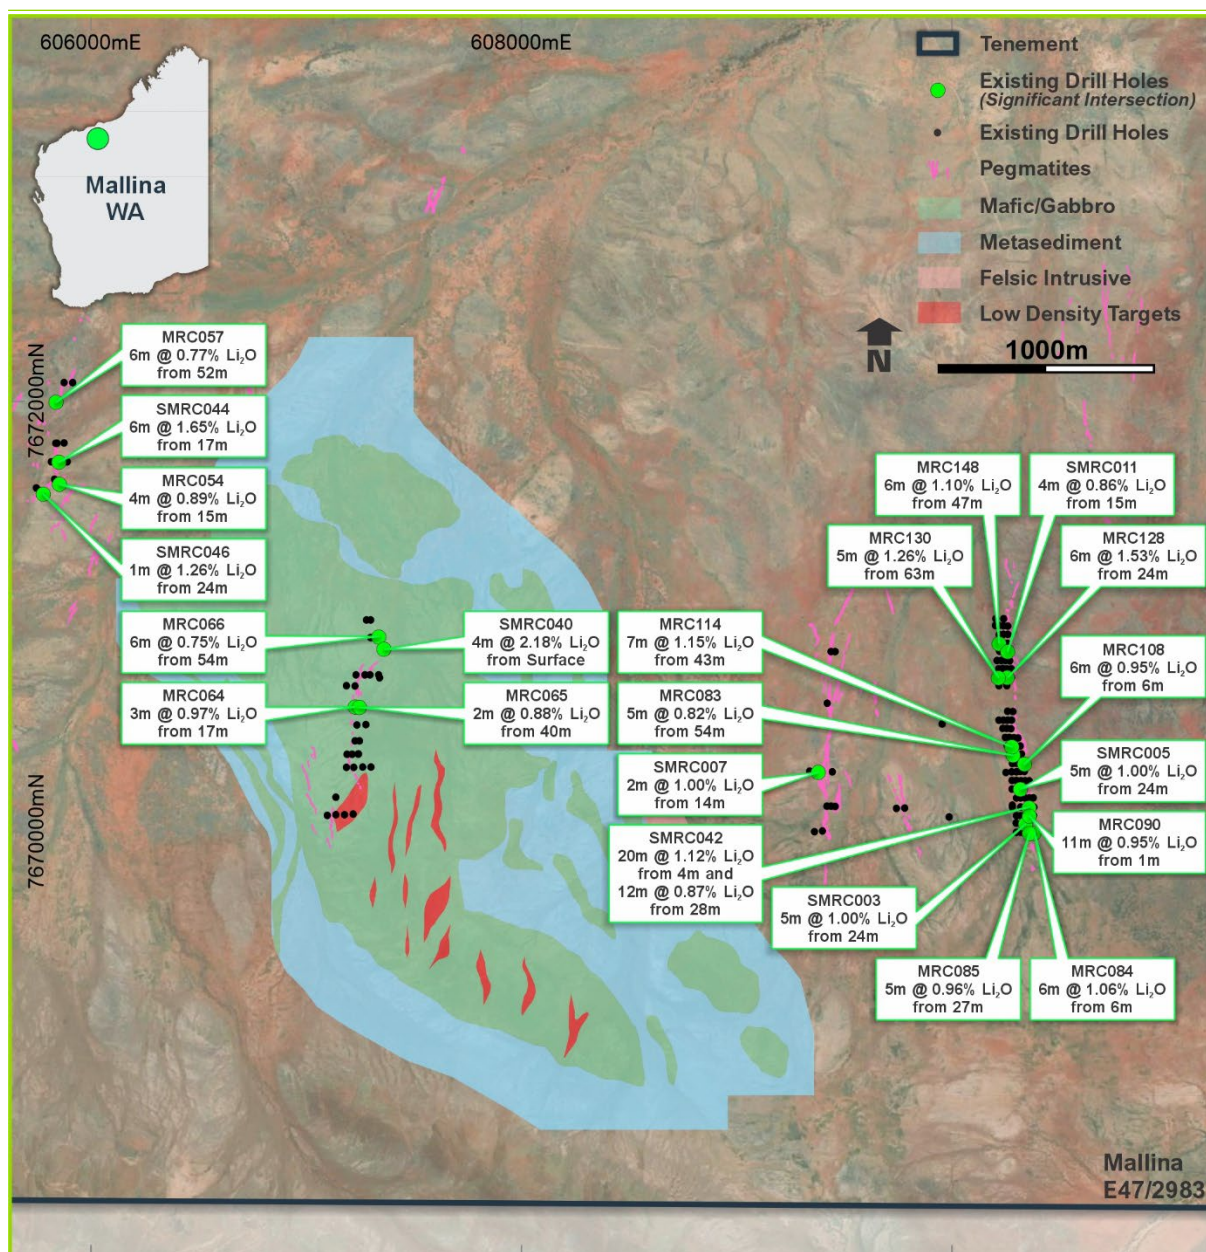 606000mE
608000mE
Mallina
WA
Tenement
Existing Drill Holes
(Significant Intersection)
Existing Drill Holes
Pegmatites
Mafic/Gabbro
Metasediment
Felsic Intrusive
Low Density Targets
N
1000m
7672000mN
7670000mN
MRC057
6m @ 0.77% Li₂O
from 52m
SMRC044
6m @ 1.65% Li₂O
from 17m
MRC054
4m @ 0.89% Li₂O
from 15m
SMRC046
1m @ 1.26% Li₂O
from 24m
MRC066
6m @ 0.75% Li₂O
from 54m
MRC064
3m @ 0.97% Li₂O
from 17m
SMRC040
4m @ 2.18% Li₂O
from Surface
MRC065
2m @ 0.88% Li₂O
from 40m
MRC148
6m @ 1.10% Li₂O
from 47m
SMRC011
4m @ 0.86% Li₂O
from 15m
MRC130
5m @ 1.26% Li₂O
from 63m
MRC128
6m @ 1.53% Li₂O
from 24m
MRC114
7m @ 1.15% Li₂O
from 43m
MRC108
6m @ 0.95% Li₂O
from 6m
MRC083
5m @ 0.82% Li₂O
from 54m
SMRC007
2m @ 1.00% Li₂O
from 14m
SMRC005
5m @ 1.00% Li₂O
from 24m
SMRC042
20m @ 1.12% Li₂O
from 4m and
12m @ 0.87% Li₂O
from 28m
MRC090
11m @ 0.95% Li₂O
from 1m
SMRC003
5m @ 1.00% Li₂O
from 24m
MRC085
5m @ 0.96% Li₂O
from 27m
MRC084
6m @ 1.06% Li₂O
from 6m
Mallina
E47/2983